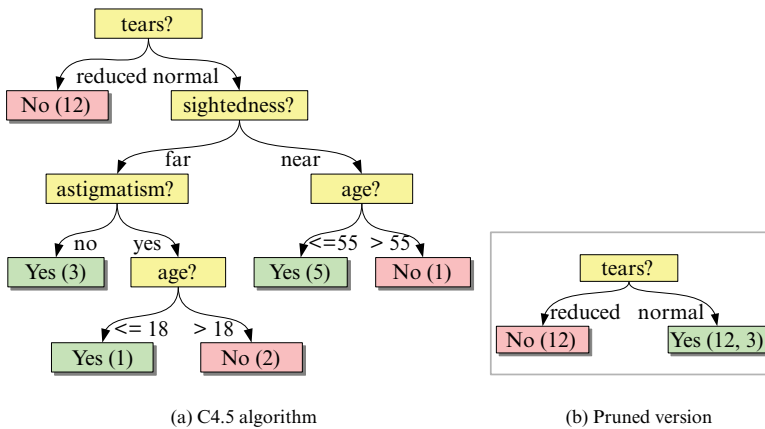 tears?
reduced normal
No (12)
sightedness?
far
near
astigmatism?
age?
no
yes
<=55
> 55
Yes (3)
age?
Yes (5)
No (1)
<= 18
> 18
Yes (1)
No (2)
tears?
reduced
normal
No (12)
Yes (12, 3)
(a) C4.5 algorithm
(b) Pruned version